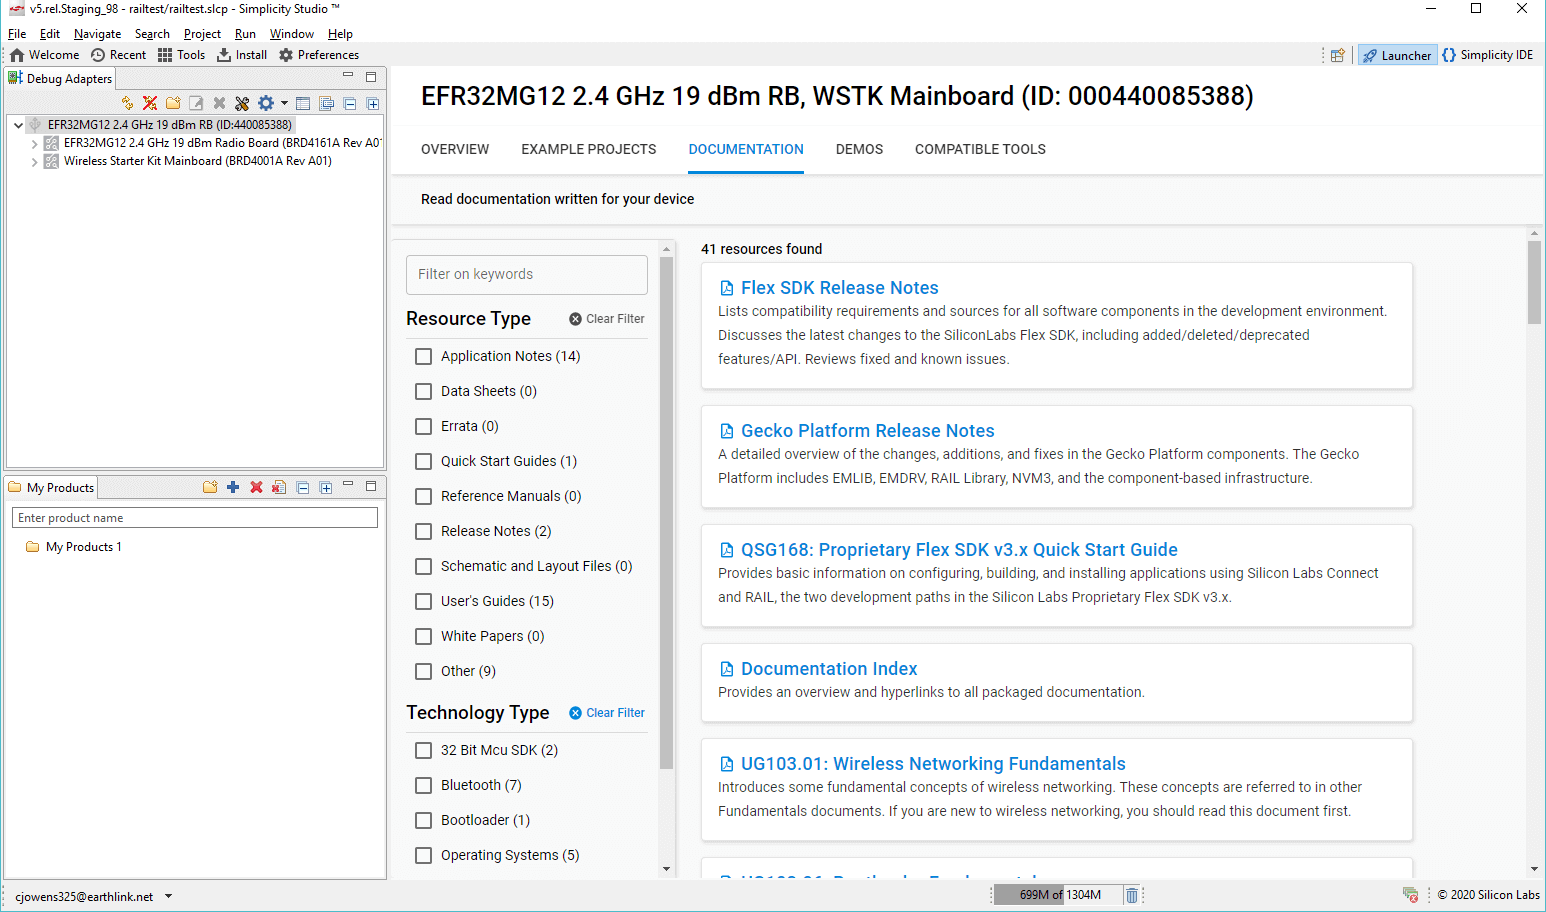 v5.rel.Staging_98 - railtest/railtest.slcp - Simplicity Studio ™
File Edit Navigate Search Project Run Window Help
Welcome Recent Tools Install Preferences
Launcher Simplicity IDE
Debug Adapters
EFR32MG12 2.4 GHz 19 dBm RB (ID:440085388)
EFR32MG12 2.4 GHz 19 dBm Radio Board (BRD4161A Rev A0
Wireless Starter Kit Mainboard (BRD4001A Rev A01)
My Products
Enter product name
My Products 1
EFR32MG12 2.4 GHz 19 dBm RB, WSTK Mainboard (ID: 000440085388)
OVERVIEW EXAMPLE PROJECTS DOCUMENTATION DEMOS COMPATIBLE TOOLS
Read documentation written for your device
Filter on keywords
Resource Type Clear Filter
Application Notes (14)
Data Sheets (0)
Errata (0)
Quick Start Guides (1)
Reference Manuals (0)
Release Notes (2)
Schematic and Layout Files (0)
User's Guides (15)
White Papers (0)
Other (9)
Technology Type Clear Filter
32 Bit Mcu SDK (2)
Bluetooth (7)
Bootloader (1)
Operating Systems (5)
41 resources found
Flex SDK Release Notes
Lists compatibility requirements and sources for all software components in the development environment.
Discusses the latest changes to the SiliconLabs Flex SDK, including added/deleted/deprecated
features/API. Reviews fixed and known issues.
Gecko Platform Release Notes
A detailed overview of the changes, additions, and fixes in the Gecko Platform components. The Gecko
Platform includes EMLIB, EMDRV, RAIL Library, NVM3, and the component-based infrastructure.
QSG168: Proprietary Flex SDK v3.x Quick Start Guide
Provides basic information on configuring, building, and installing applications using Silicon Labs Connect
and RAIL, the two development paths in the Silicon Labs Proprietary Flex SDK v3.x.
Documentation Index
Provides an overview and hyperlinks to all packaged documentation.
UG103.01: Wireless Networking Fundamentals
Introduces some fundamental concepts of wireless networking. These concepts are referred to in other
Fundamentals documents. If you are new to wireless networking, you should read this document first.
cjowens325@earthlink.net
699M of 1304M
© 2020 Silicon Labs